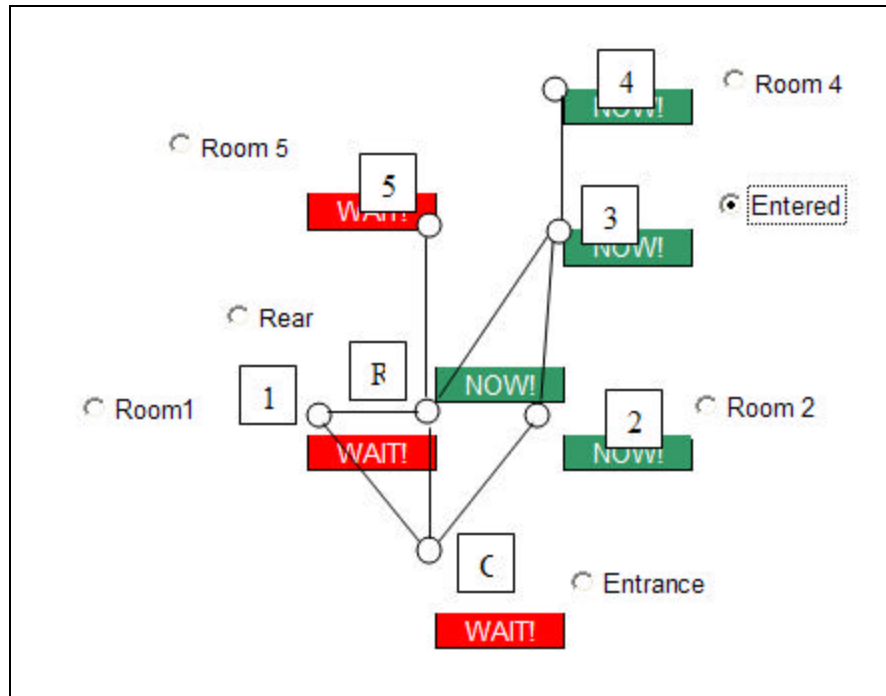 4
NOW!
Room 4
Room 5
5
WAIT!
3
NOW!
Entered
Rear
R
NOW!
1
Room1
WAIT!
2
NOW!
Room 2
C
Entrance
WAIT!